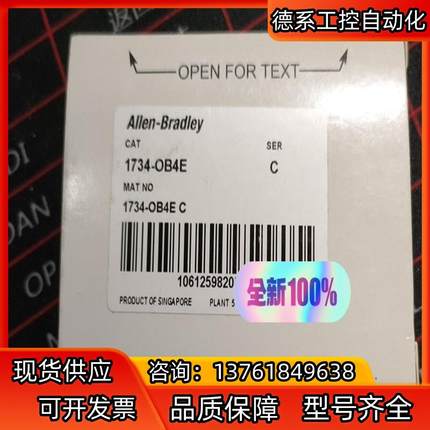 德系工控自动化
OPEN FOR TEXT
Allen-Bradley
CAT SER
1734-OB4E C
MAT NO
1734-OB4E C
1061259820
PRODUCT OF SINGAPORE PLANT 5
全新100%
现货供应 咨询：13761849638
可开发票 品质保障 型号齐全